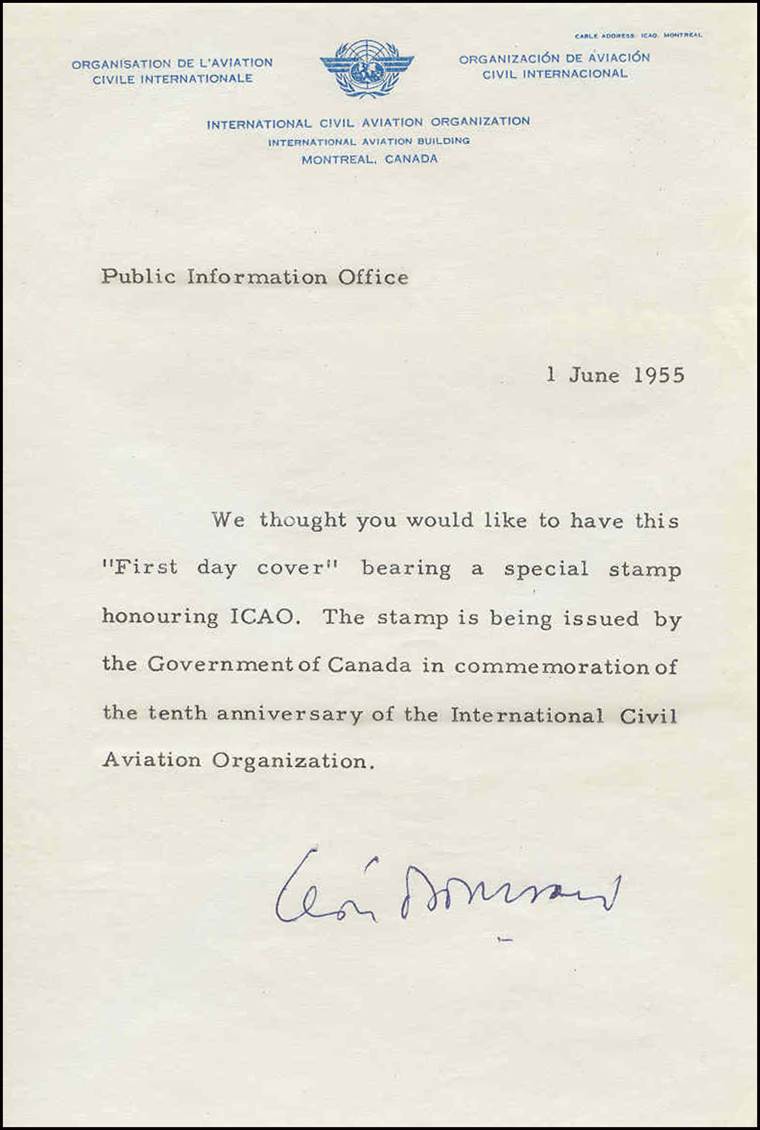 CABLE ADDRESS: ICAO, MONTREAL
ORGANISATION DE L'AVIATION
CIVILE INTERNATIONALE
ORGANIZACIÓN DE AVIACIÓN
CIVIL INTERNACIONAL
INTERNATIONAL CIVIL AVIATION ORGANIZATION
INTERNATIONAL AVIATION BUILDING
MONTREAL, CANADA
Public Information Office
1 June 1955
We thought you would like to have this
"First day cover" bearing a special stamp
honouring ICAO. The stamp is being issued by
the Government of Canada in commemoration of
the tenth anniversary of the International Civil
Aviation Organization.